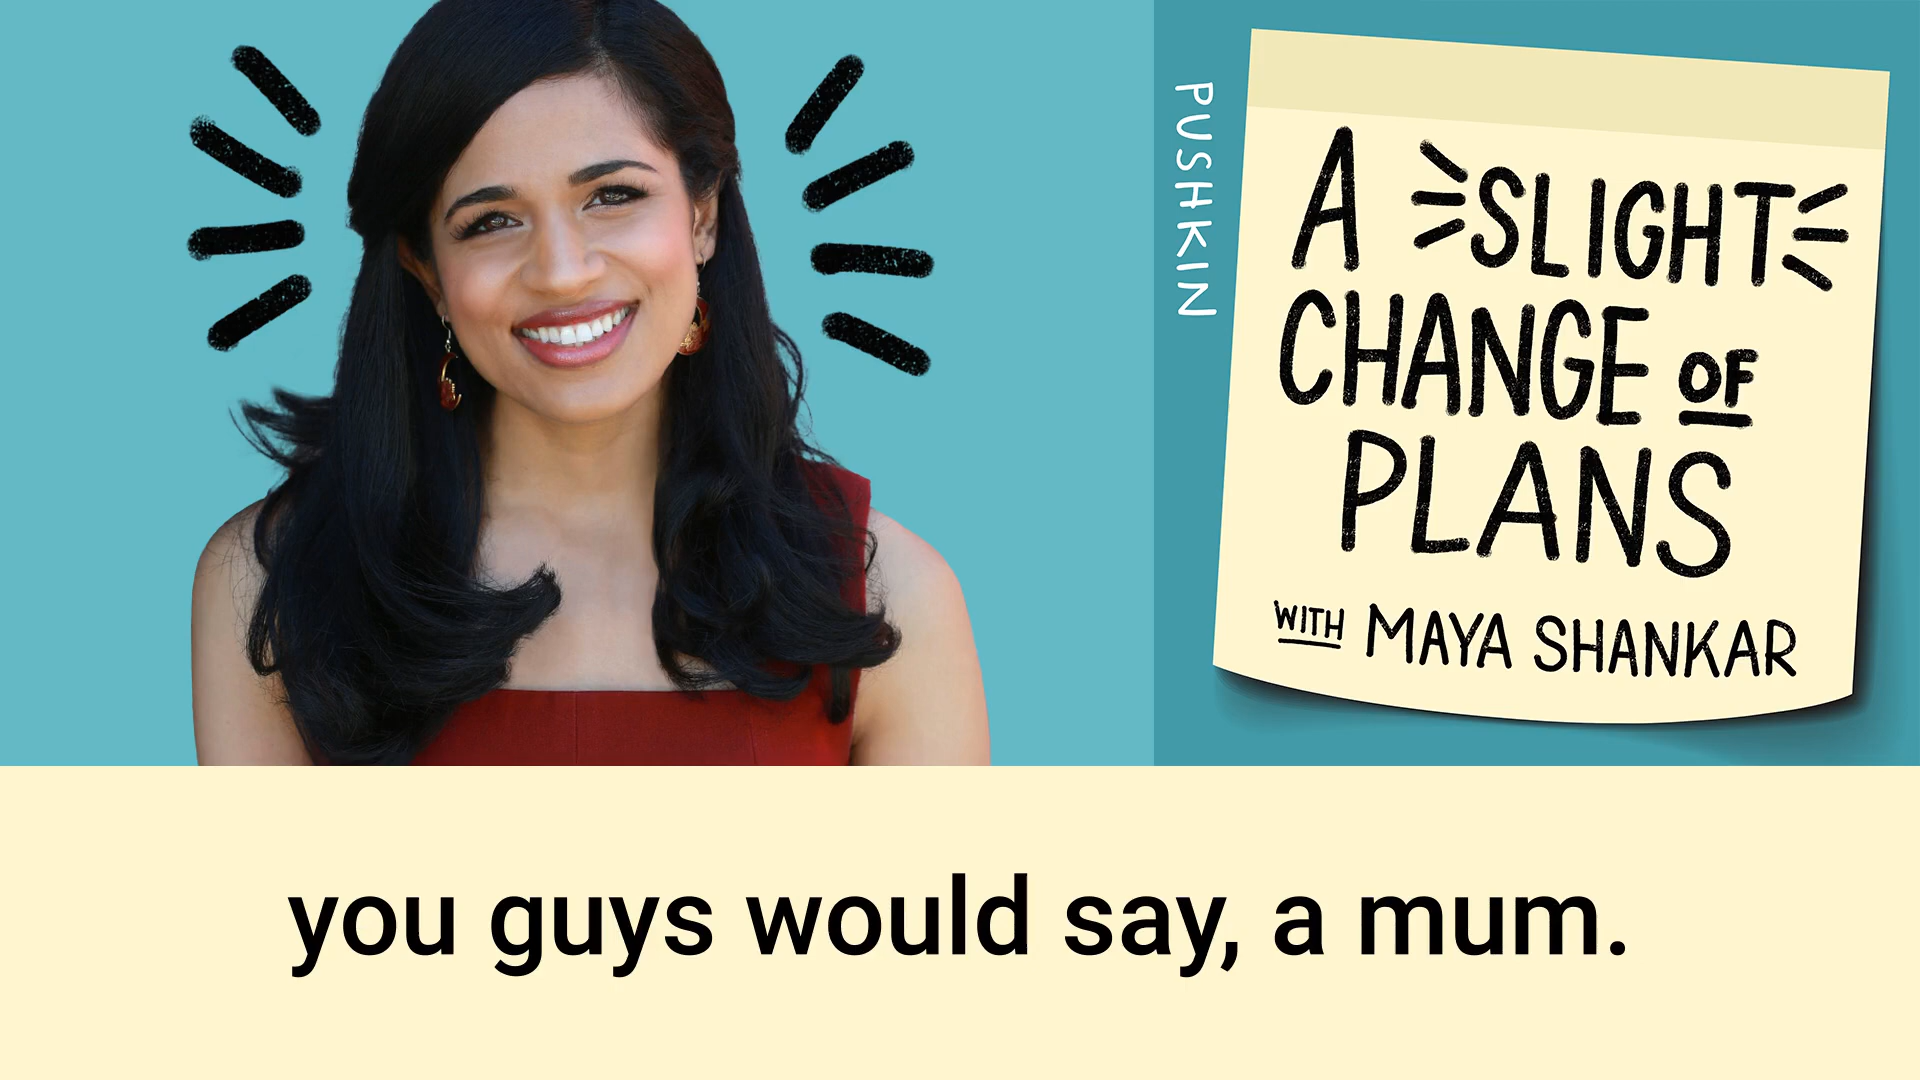 PUSHKIN
A SLIGHT
CHANGE OF
PLANS
WITH MAYA SHANKAR
you guys would say, a mum.